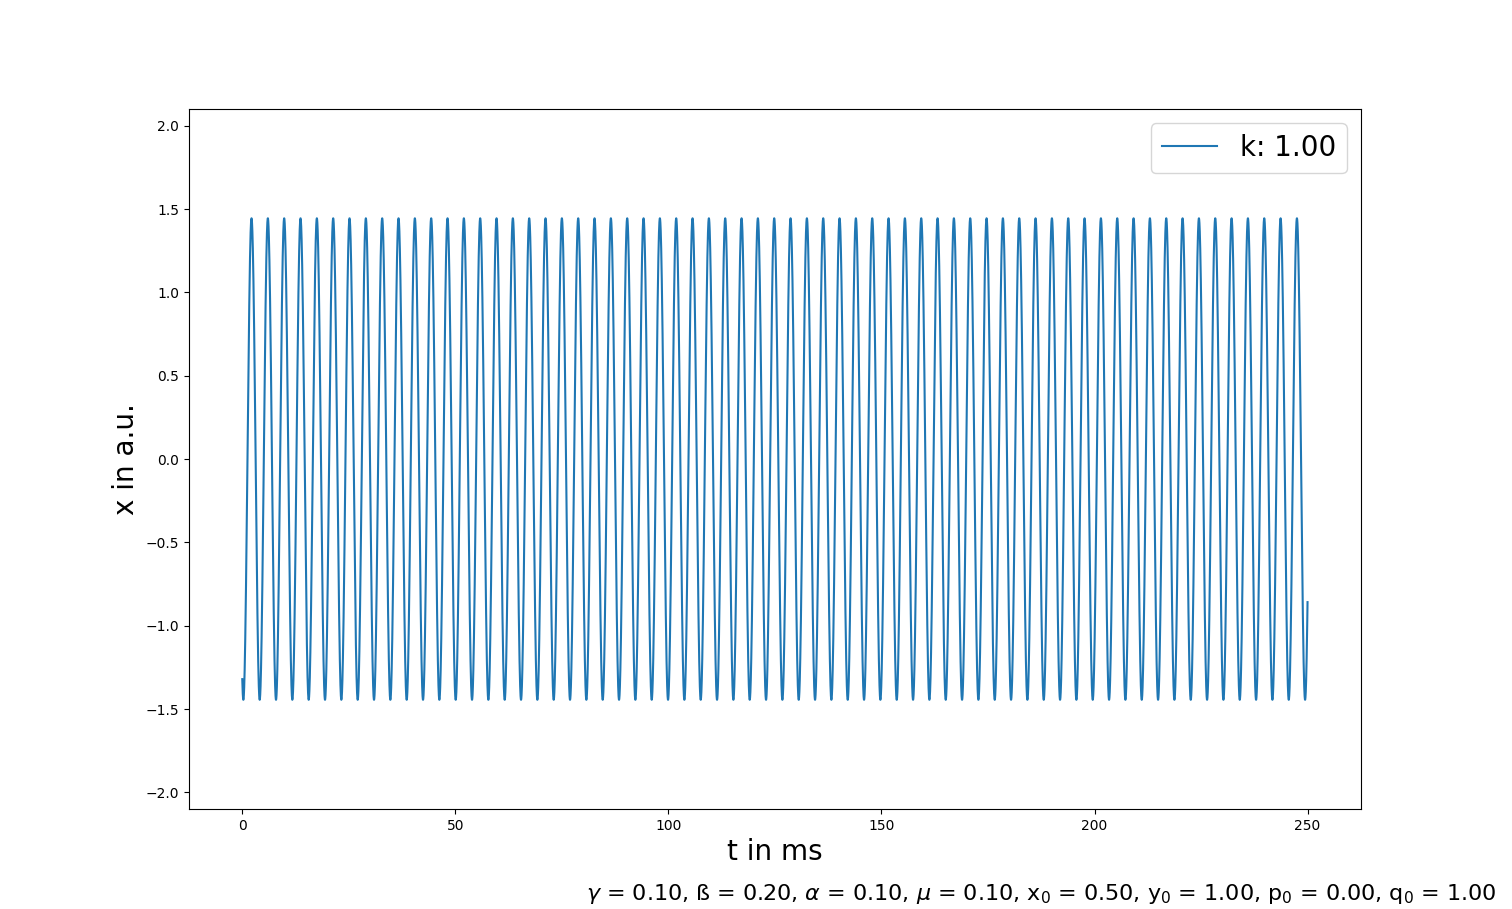 k: 1.00
2.0
1.5
1.0
0.5
0.0
−0.5
−1.0
−1.5
−2.0
x in a.u.
0 50 100 150 200 250
t in ms
γ = 0.10, ß = 0.20, α = 0.10, μ = 0.10, x₀ = 0.50, y₀ = 1.00, p₀ = 0.00, q₀ = 1.00